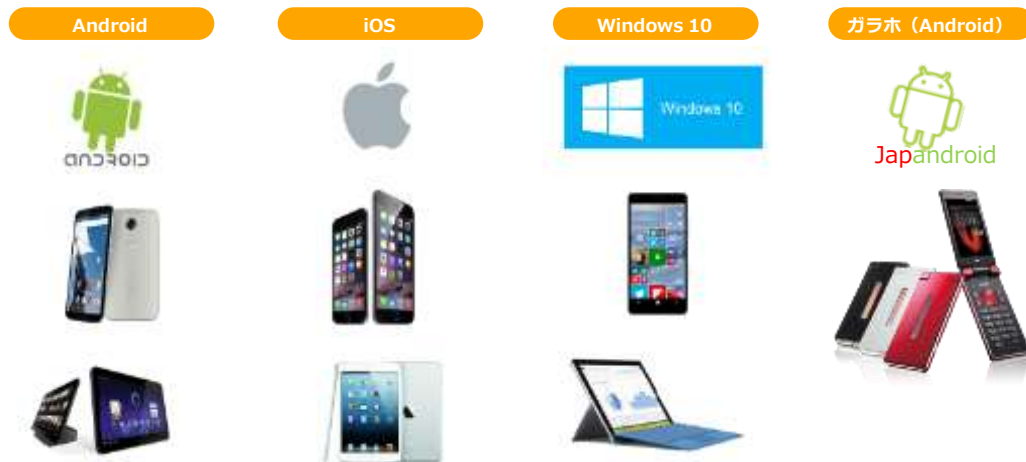 Android
iOS
Windows 10
ガラホ（Android）
android
Windows 10
Japandroid